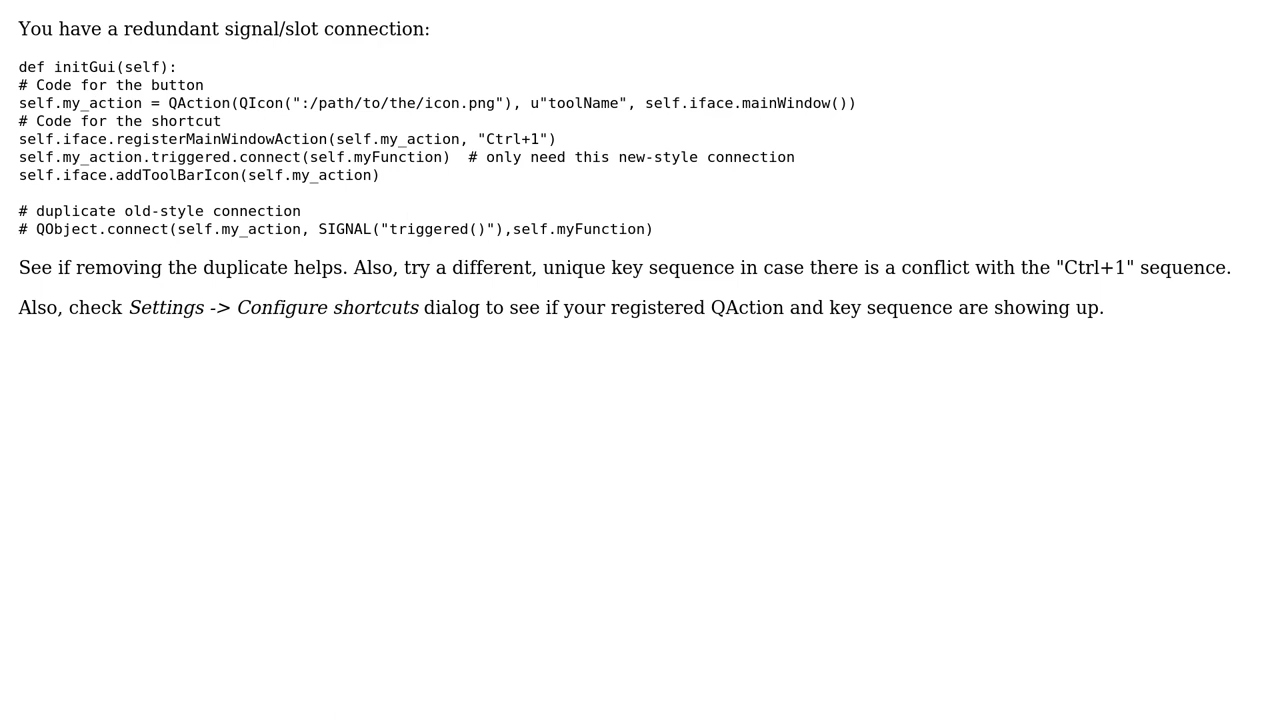 You have a redundant signal/slot connection:
def initGui(self):
# Code for the button
self.my_action = QAction(QIcon(":/path/to/the/icon.png"), u"toolName", self.iface.mainWindow())
# Code for the shortcut
self.iface.registerMainWindowAction(self.my_action, "Ctrl+1")
self.my_action.triggered.connect(self.myFunction)  # only need this new-style connection
self.iface.addToolBarIcon(self.my_action)

# duplicate old-style connection
# QObject.connect(self.my_action, SIGNAL("triggered()"),self.myFunction)
See if removing the duplicate helps. Also, try a different, unique key sequence in case there is a conflict with the "Ctrl+1" sequence.
Also, check Settings -> Configure shortcuts dialog to see if your registered QAction and key sequence are showing up.